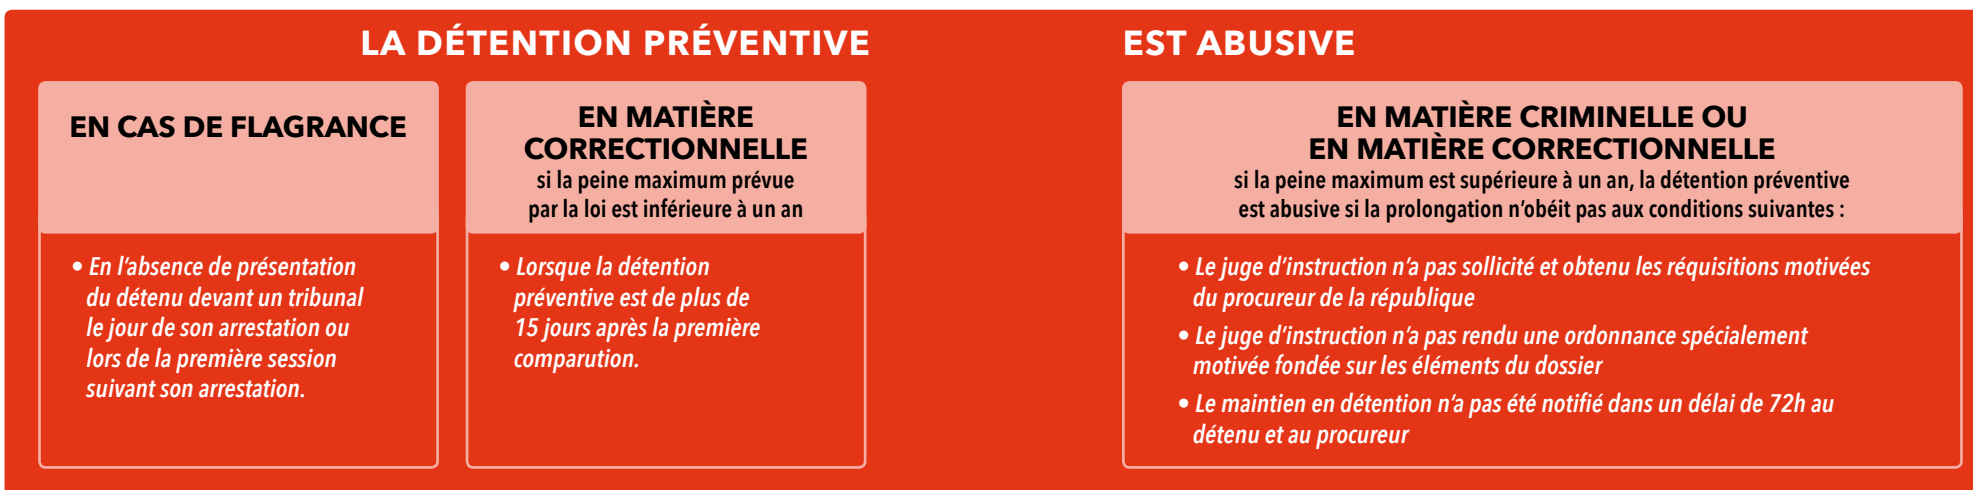 LA DÉTENTION PRÉVENTIVE EST ABUSIVE
EN CAS DE FLAGRANCE
• En l'absence de présentation
du détenu devant un tribunal
le jour de son arrestation ou
lors de la première session
suivant son arrestation.
EN MATIÈRE
CORRECTIONNELLE
si la peine maximum prévue
par la loi est inférieure à un an
• Lorsque la détention
préventive est de plus de
15 jours après la première
comparution.
EN MATIÈRE CRIMINELLE OU
EN MATIÈRE CORRECTIONNELLE
si la peine maximum est supérieure à un an, la détention préventive
est abusive si la prolongation n'obéit pas aux conditions suivantes :
• Le juge d'instruction n'a pas sollicité et obtenu les réquisitions motivées
du procureur de la république
• Le juge d'instruction n'a pas rendu une ordonnance spécialement
motivée fondée sur les éléments du dossier
• Le maintien en détention n'a pas été notifié dans un délai de 72h au
détenu et au procureur